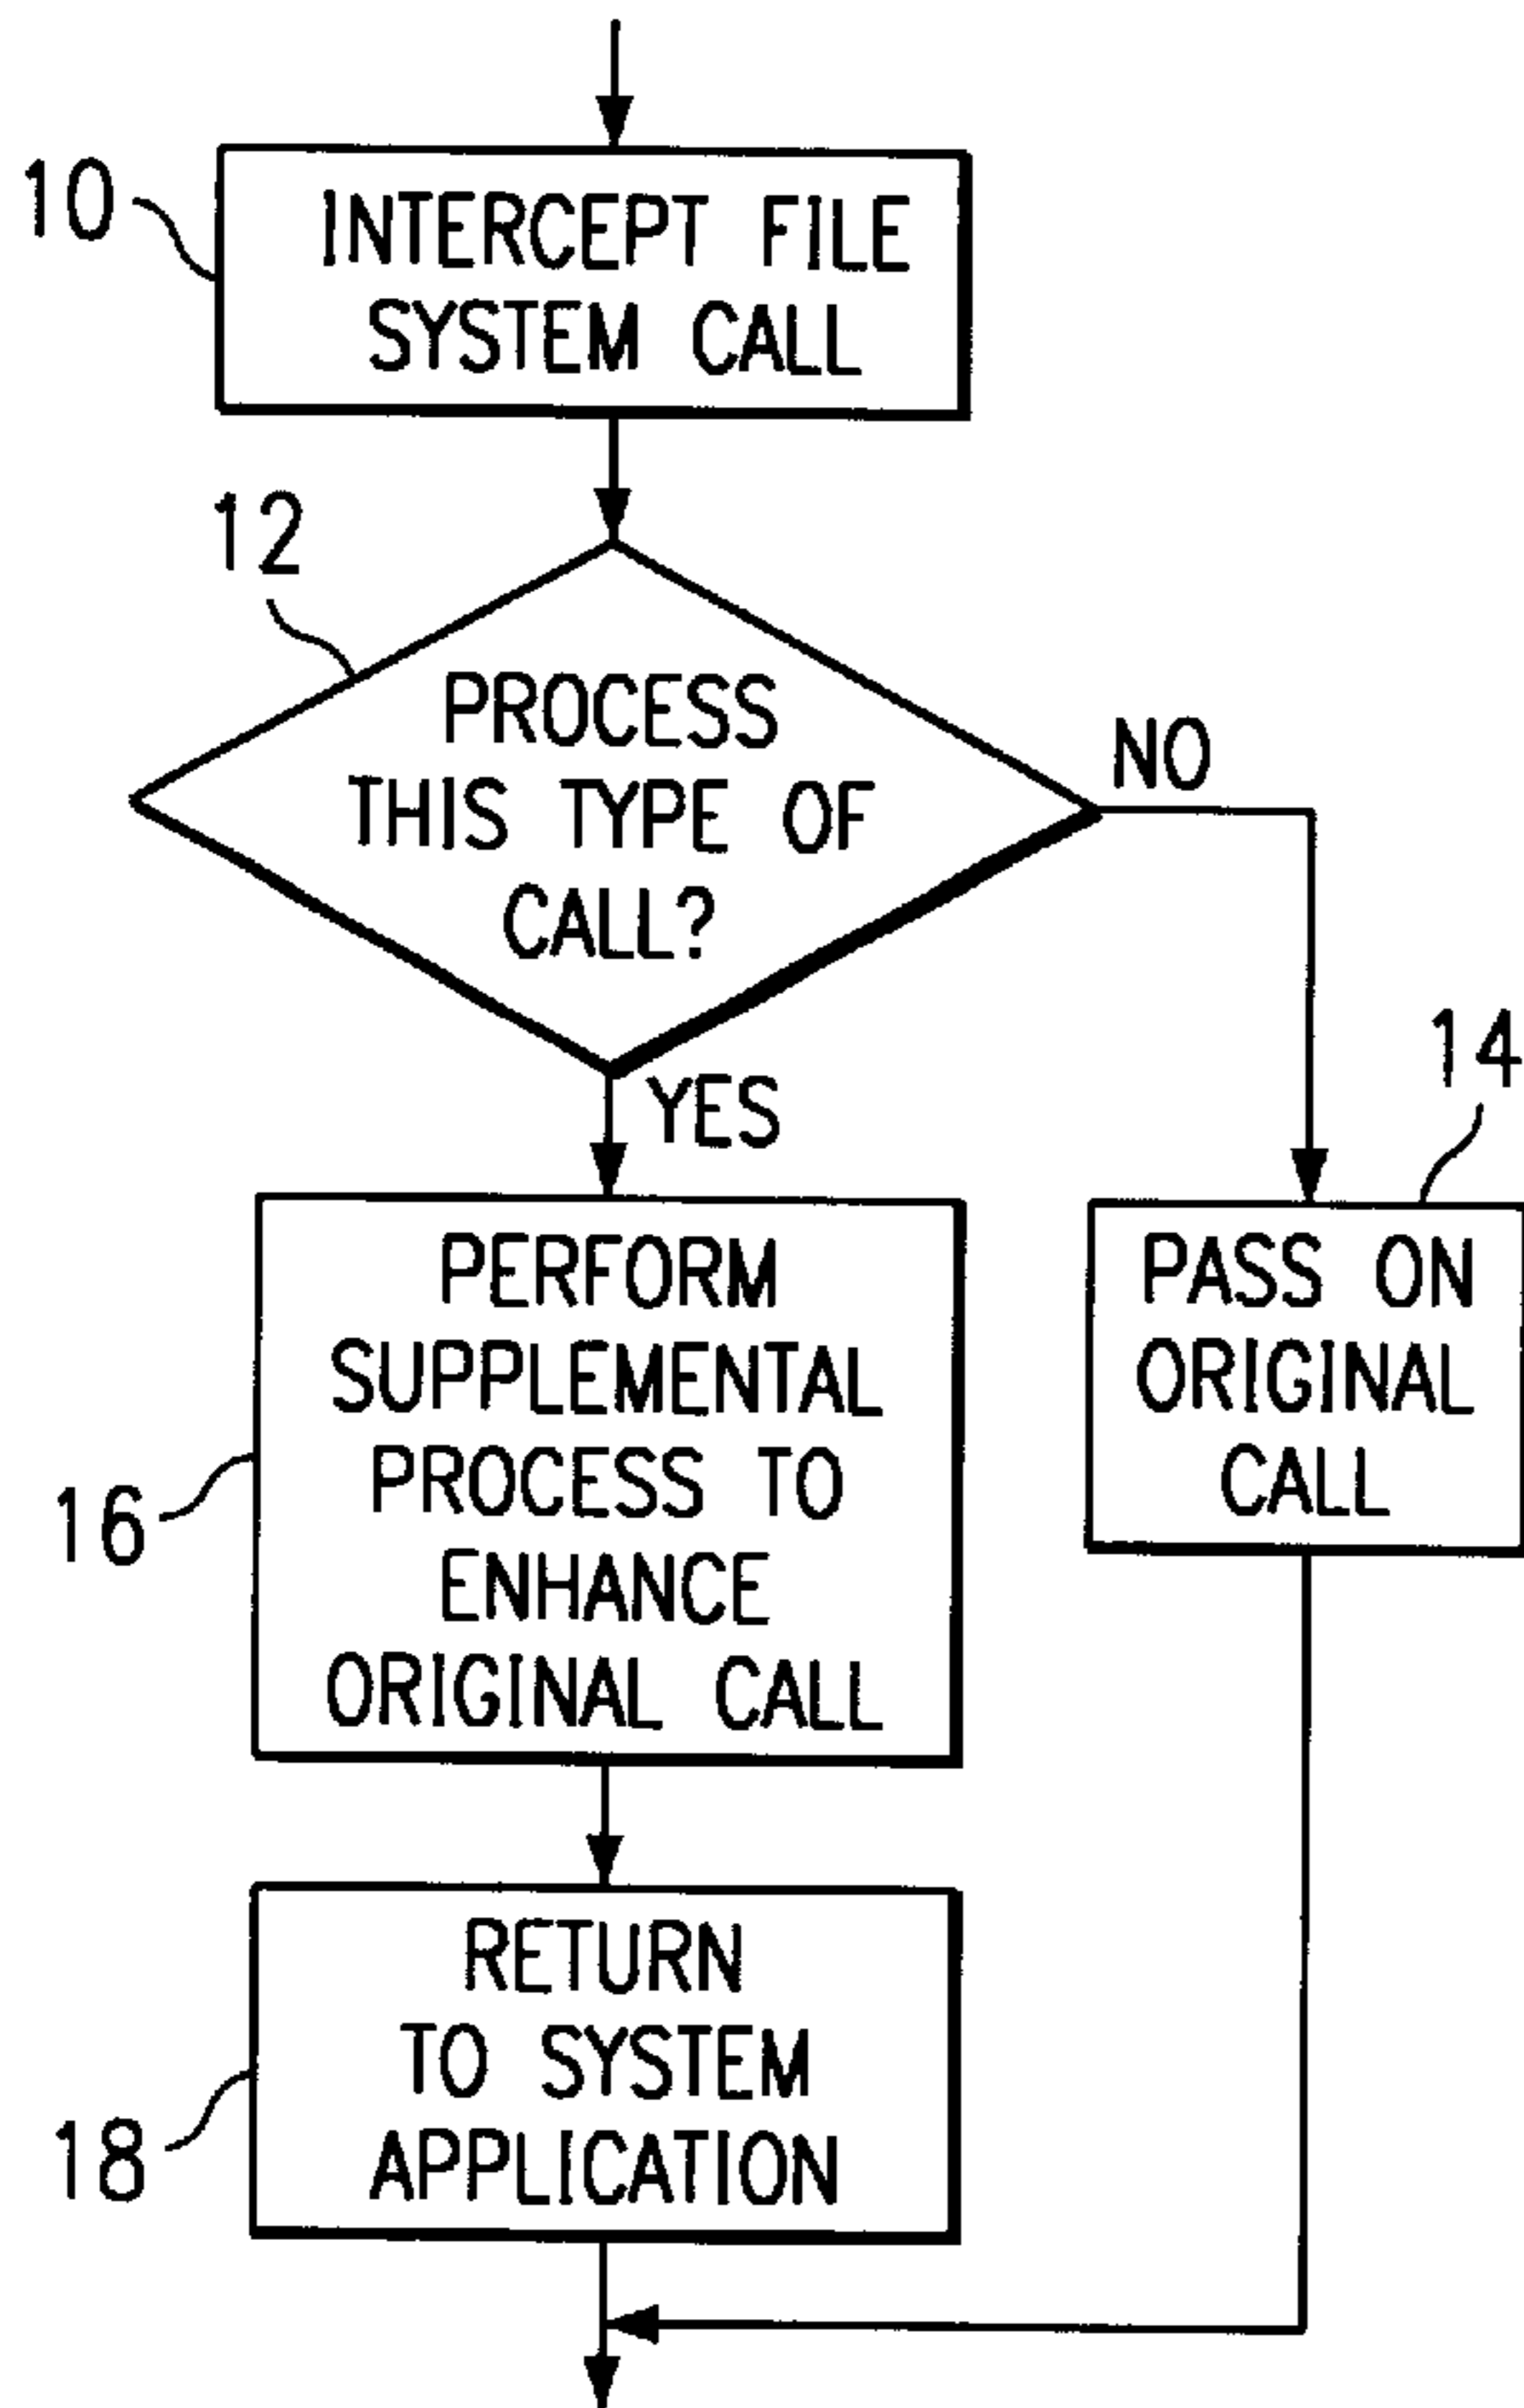 10
INTERCEPT FILE
SYSTEM CALL
12
PROCESS
THIS TYPE OF
CALL?
NO
YES
14
PERFORM
SUPPLEMENTAL
PROCESS TO
ENHANCE
ORIGINAL CALL
16
PASS ON
ORIGINAL
CALL
RETURN
TO SYSTEM
APPLICATION
18